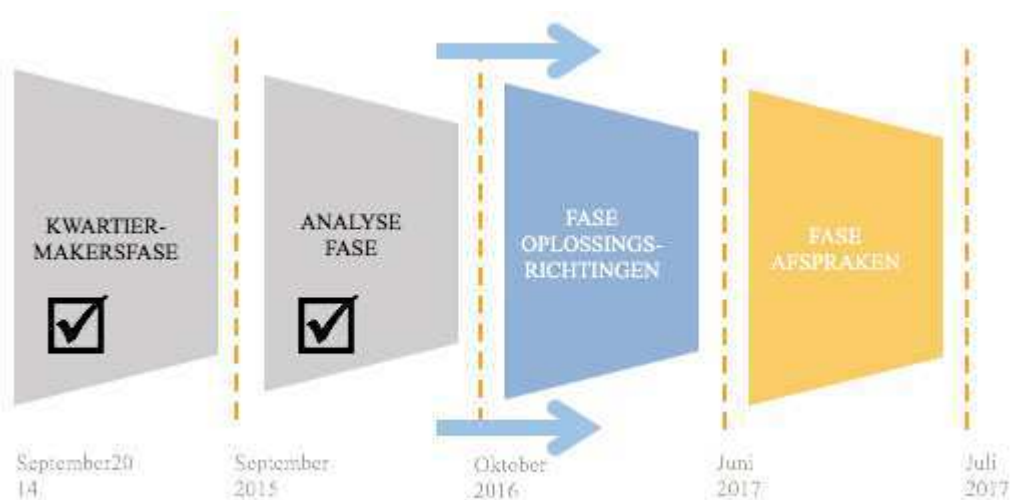 KWARTIER-
MAKERSFASE
ANALYSE
FASE
FASE
OPLOSSINGS-
RICHTINGEN
FASE
AFSPRAKEN
September20
14
September
2015
Oktober
2016
Juni
2017
Juli
2017